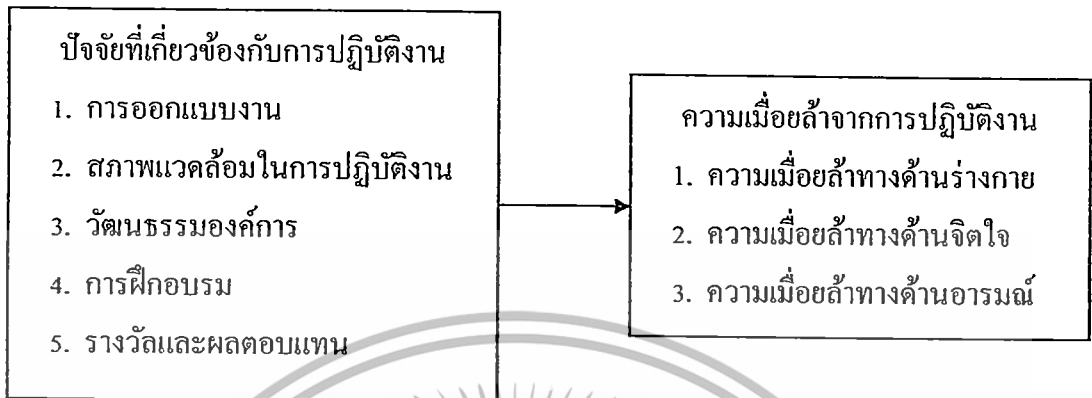 ปัจจัยที่เกี่ยวข้องกับการปฏิบัติงาน
1. การออกแบบงาน
2. สภาพแวดล้อมในการปฏิบัติงาน
3. วัฒนธรรมองค์การ
4. การฝึกอบรม
5. รางวัลและผลตอบแทน
ความเมื่อยล้าจากการปฏิบัติงาน
1. ความเมื่อยล้าทางด้านร่างกาย
2. ความเมื่อยล้าทางด้านจิตใจ
3. ความเมื่อยล้าทางด้านอารมณ์